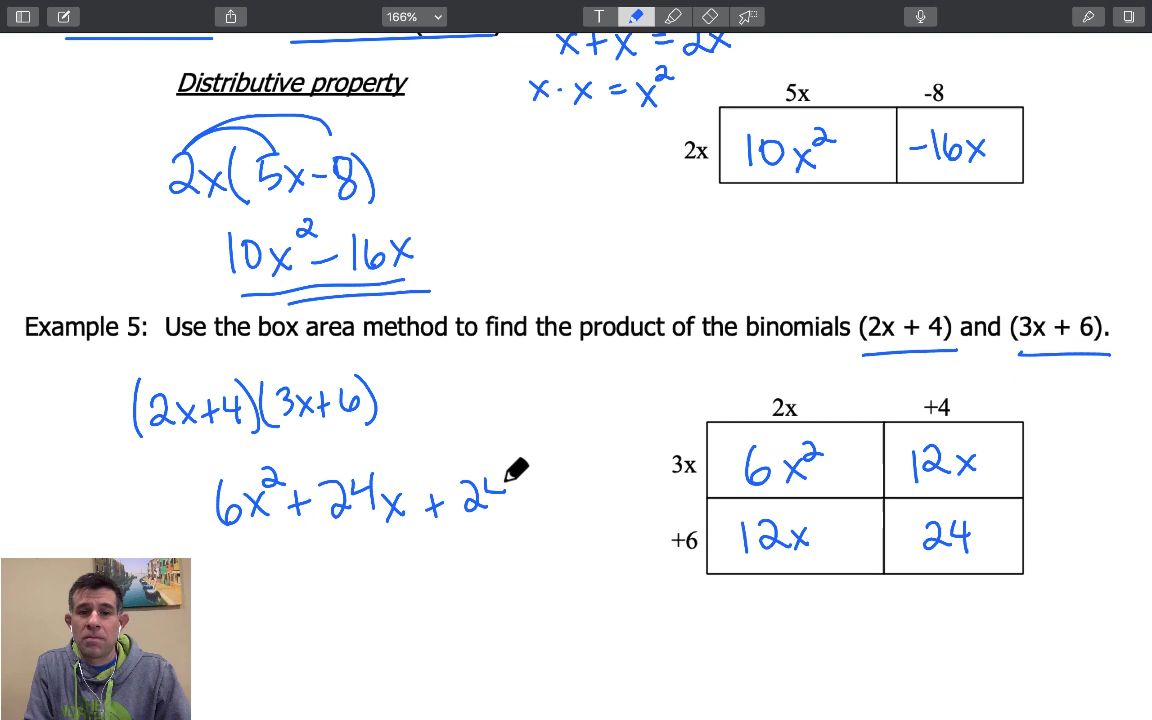 166%
T
x + x = 2x
Distributive property
x · x = x²
5x -8
2x 10x² -16x
2x(5x-8)
10x² - 16x
Example 5: Use the box area method to find the product of the binomials (2x + 4) and (3x + 6).
(2x+4)(3x+6)
2x +4
3x 6x² 12x
6x² + 24x + 24
+6 12x 24